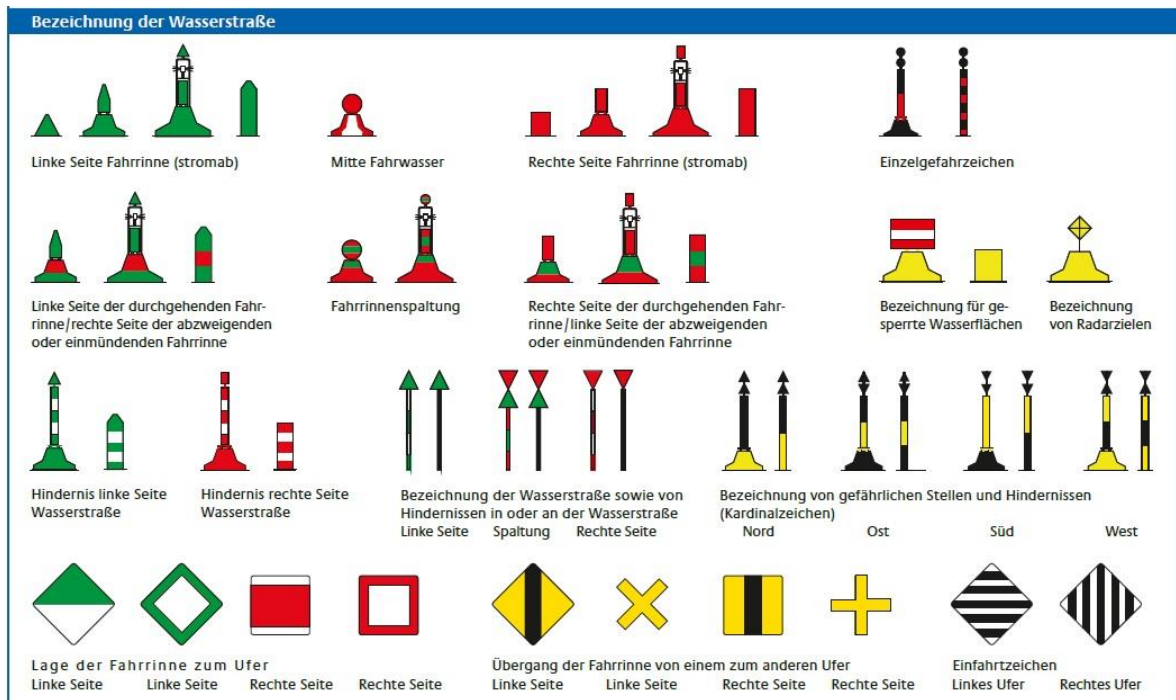 Bezeichnung der Wasserstraße
Linke Seite Fahrrinne (stromab)
Mitte Fahrwasser
Rechte Seite Fahrrinne (stromab)
Einzelgefahrzeichen
Linke Seite der durchgehenden Fahr-
rinne/rechte Seite der abzweigenden
oder einmündenden Fahrrinne
Fahrrinnenspaltung
Rechte Seite der durchgehenden Fahr-
rinne/linke Seite der abzweigenden
oder einmündenden Fahrrinne
Bezeichnung für ge-
sperrte Wasserflächen
Bezeichnung
von Radarzielen
Hindernis linke Seite
Wasserstraße
Hindernis rechte Seite
Wasserstraße
Bezeichnung der Wasserstraße sowie von
Hindernissen in oder an der Wasserstraße
Linke Seite Spaltung Rechte Seite
Bezeichnung von gefährlichen Stellen und Hindernissen
(Kardinalzeichen)
Nord Ost Süd West
Lage der Fahrrinne zum Ufer
Linke Seite Linke Seite Rechte Seite Rechte Seite
Übergang der Fahrrinne von einem zum anderen Ufer
Linke Seite Linke Seite Rechte Seite Rechte Seite
Einfahrtzeichen
Linkes Ufer Rechtes Ufer